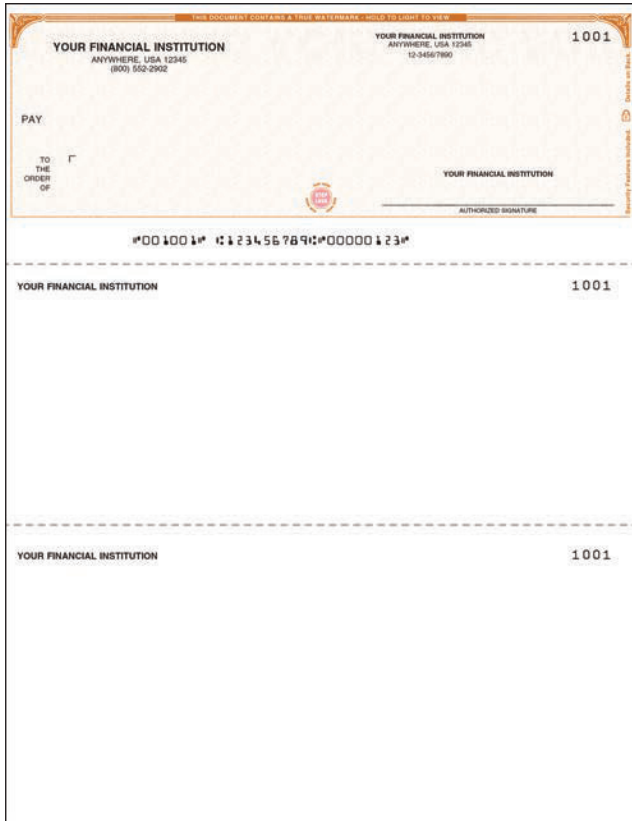 THIS DOCUMENT CONTAINS A TRUE WATERMARK - HOLD TO LIGHT TO VIEW
YOUR FINANCIAL INSTITUTION
ANYWHERE, USA 12345
(800) 552-2902
YOUR FINANCIAL INSTITUTION
ANYWHERE, USA 12345
12-3456/7890
1001
PAY
TO
THE
ORDER
OF
YOUR FINANCIAL INSTITUTION
AUTHORIZED SIGNATURE
Security Features Included. Details on Back.
⑈001001⑈ ⑆123456789⑆⑈00000123⑈
YOUR FINANCIAL INSTITUTION 1001
YOUR FINANCIAL INSTITUTION 1001